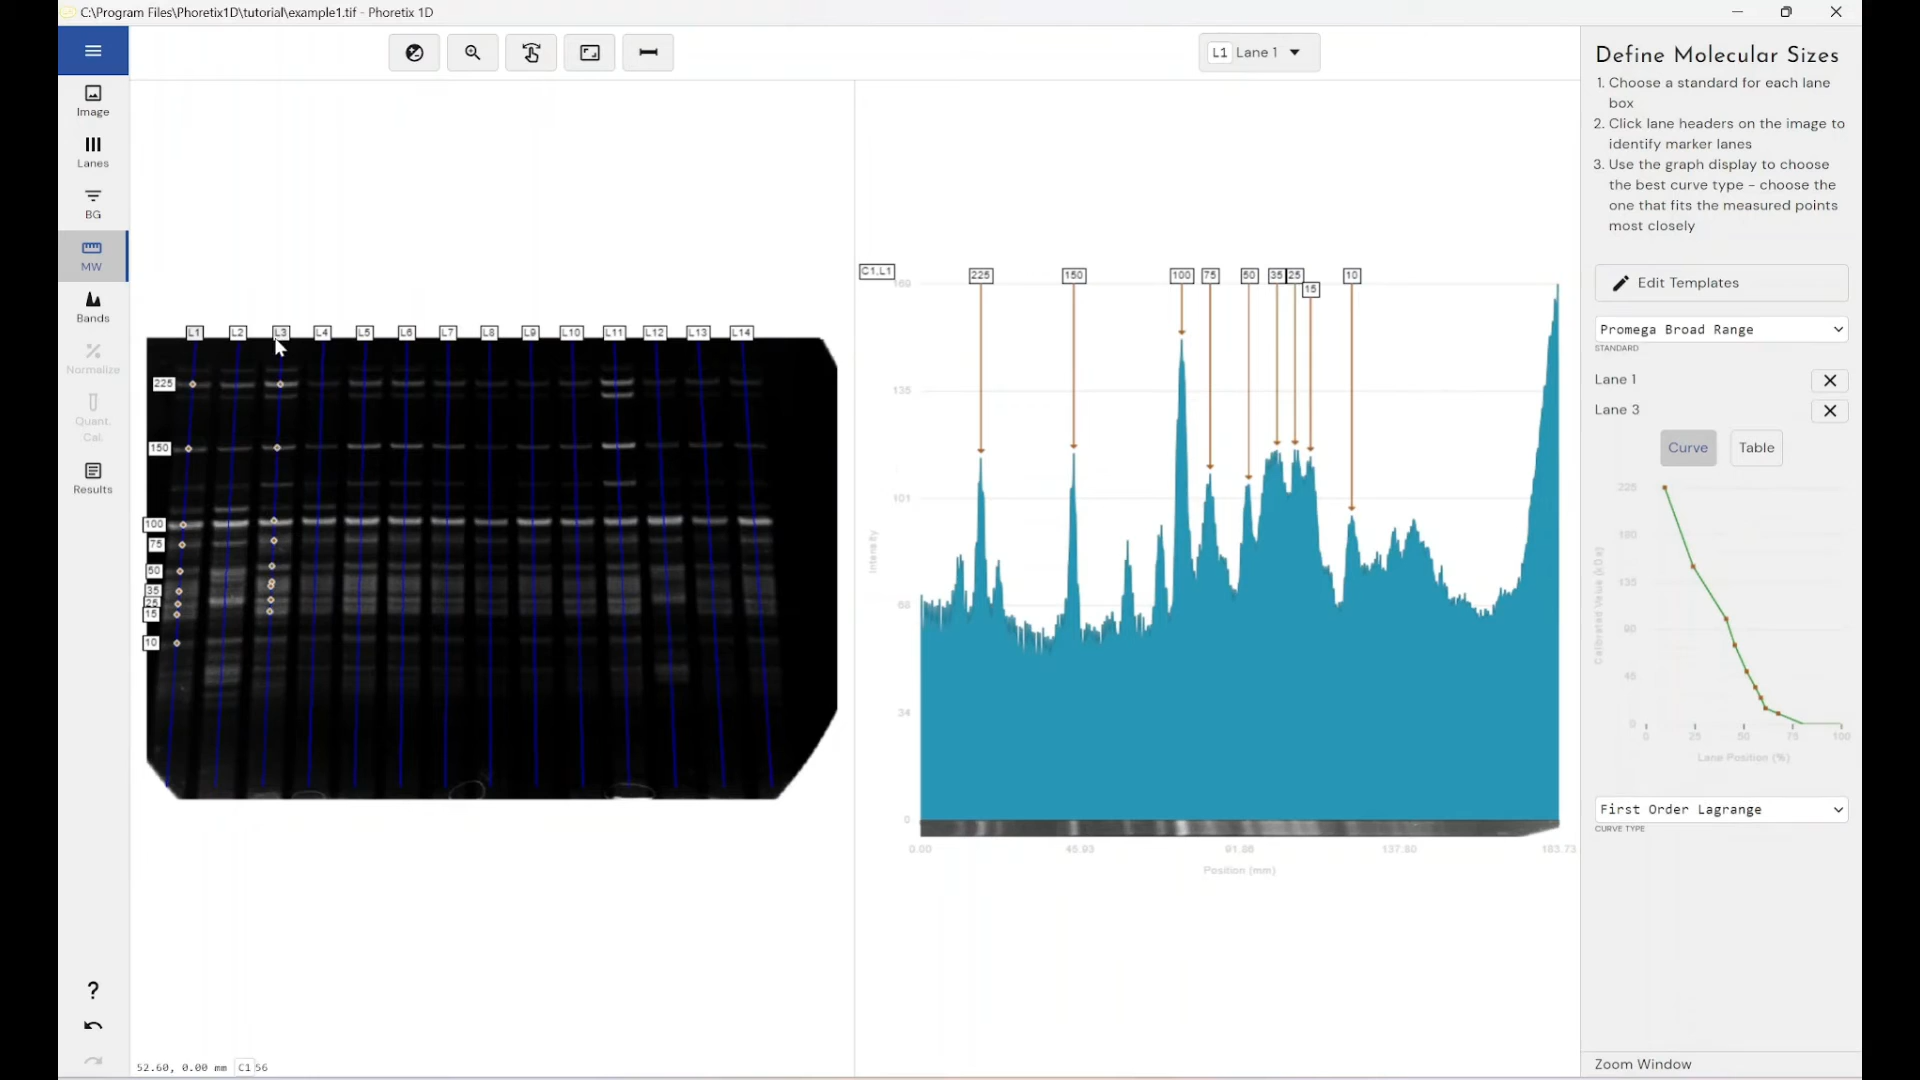 C:\Program Files\Phoretix1D\tutorial\example1.tif - Phoretix 1D
L1 Lane 1
Image
Lanes
BG
MW
Bands
Normalize
Quant.
Cal.
Results
L1 L2 L3 L4 L5 L6 L7 L8 L9 L10 L11 L12 L13 L14
225
150
100
75
50
35
25
15
10
52.60, 0.00 mm C1 56
C1,L1
225 150 100 75 50 35 25 10
15
160
135
101
68
34
0
Intensity
0.00 45.93 91.86 137.80 183.73
Position (mm)
Define Molecular Sizes
1. Choose a standard for each lane
box
2. Click lane headers on the image to
identify marker lanes
3. Use the graph display to choose
the best curve type - choose the
one that fits the measured points
most closely
Edit Templates
Promega Broad Range
STANDARD
Lane 1
Lane 3
Curve Table
225
180
135
90
45
0
Calibrated Value (kDa)
0 25 50 75 100
Lane Position (%)
First Order Lagrange
CURVE TYPE
Zoom Window